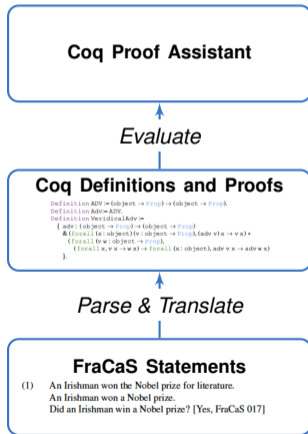 Coq Proof Assistant
Evaluate
Coq Definitions and Proofs
Definition ADV:=(object → Prop)→(object → Prop).
Definition Adv:=ADV.
Definition VeridicalAdv:=
{ adv: (object → Prop)→(object → Prop)
& (forall (x:object)(v:object → Prop),(adv v)x → v x)*
(forall (v w:object → Prop),
(forall x, v x → w x)→ forall (x:object), adv v x → adv w x)
}.
Parse & Translate
FraCaS Statements
(1) An Irishman won the Nobel prize for literature.
An Irishman won a Nobel prize.
Did an Irishman win a Nobel prize? [Yes, FraCaS 017]